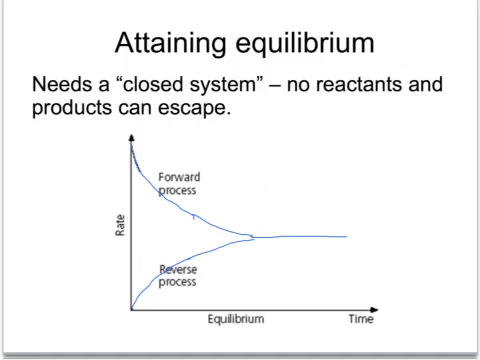 Attaining equilibrium
Needs a “closed system” – no reactants and
products can escape.
Forward
process
Rate
Reverse
process
Equilibrium
Time